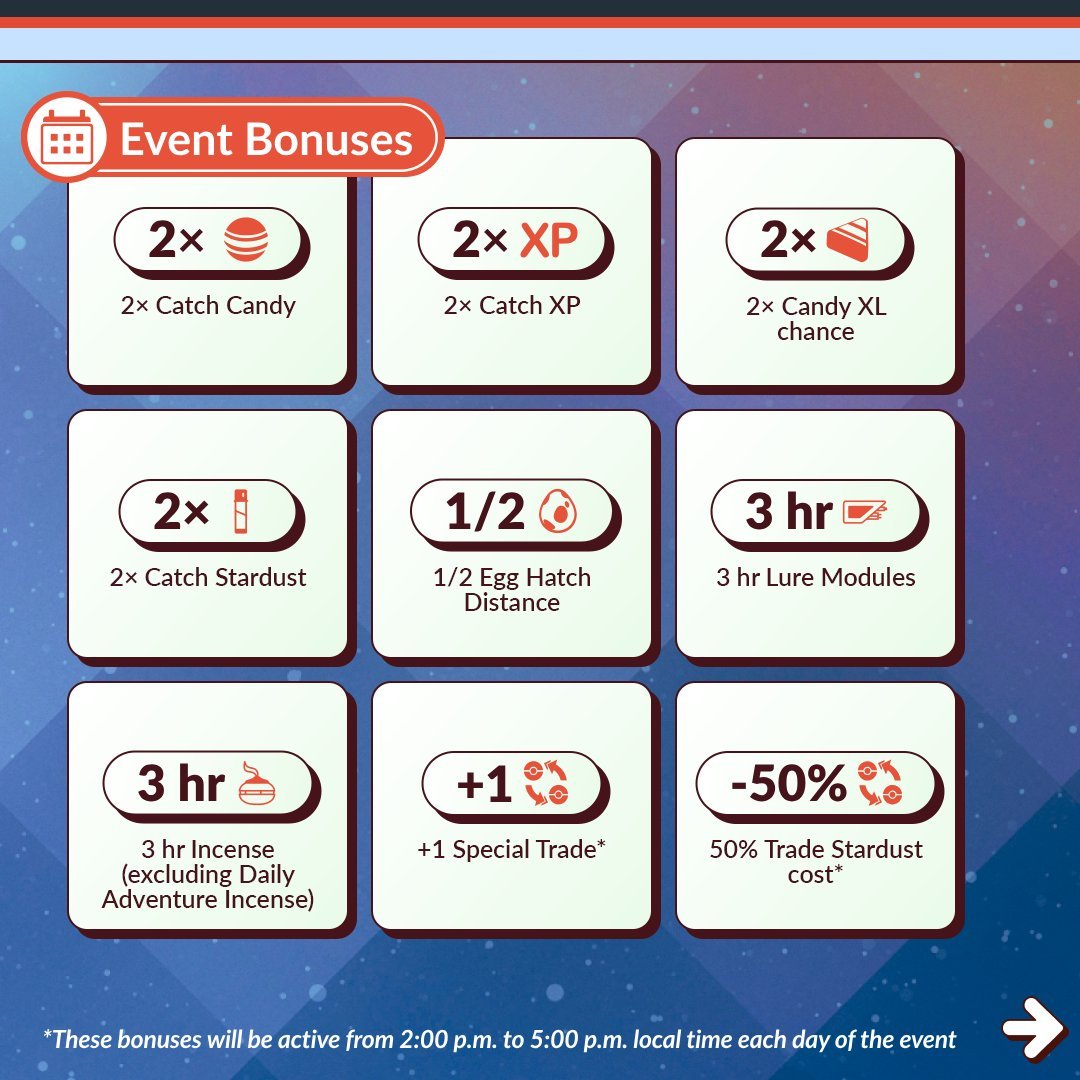 Event Bonuses
2×
2× Catch Candy
2× XP
2× Catch XP
2×
2× Candy XL
chance
2×
2× Catch Stardust
1/2
1/2 Egg Hatch
Distance
3 hr
3 hr Lure Modules
3 hr
3 hr Incense
(excluding Daily
Adventure Incense)
+1
+1 Special Trade*
-50%
50% Trade Stardust
cost*
*These bonuses will be active from 2:00 p.m. to 5:00 p.m. local time each day of the event